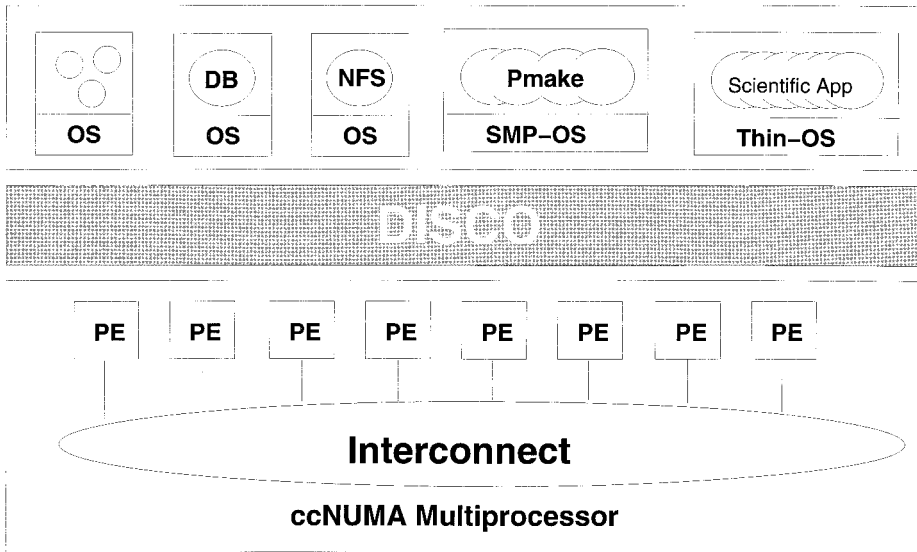 DB NFS Pmake Scientific App
OS OS OS SMP–OS Thin–OS
DISCO
PE PE PE PE PE PE PE PE
Interconnect
ccNUMA Multiprocessor